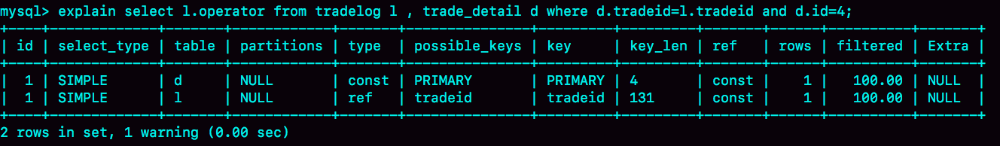 mysql> explain select l.operator from tradelog l , trade_detail d where d.tradeid=l.tradeid and d.id=4;
+----+-------------+-------+------------+-------+---------------+---------+---------+-------+------+----------+-------+
| id | select_type | table | partitions | type  | possible_keys | key     | key_len | ref   | rows | filtered | Extra |
+----+-------------+-------+------------+-------+---------------+---------+---------+-------+------+----------+-------+
|  1 | SIMPLE      | d     | NULL       | const | PRIMARY       | PRIMARY | 4       | const |    1 |   100.00 | NULL  |
|  1 | SIMPLE      | l     | NULL       | ref   | tradeid       | tradeid | 131     | const |    1 |   100.00 | NULL  |
+----+-------------+-------+------------+-------+---------------+---------+---------+-------+------+----------+-------+
2 rows in set, 1 warning (0.00 sec)